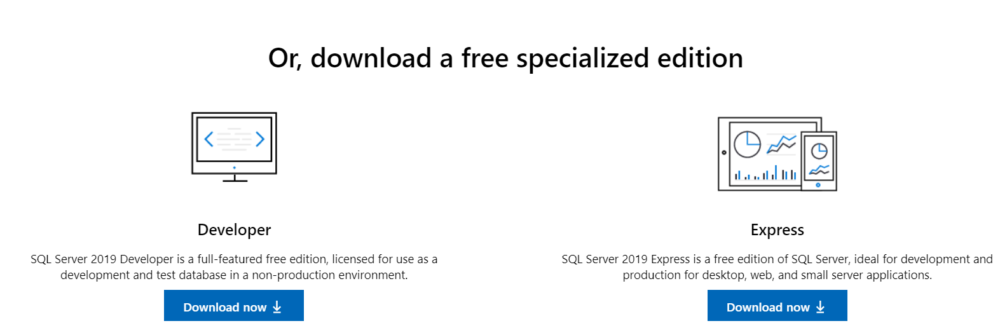 Or, download a free specialized edition
Developer
SQL Server 2019 Developer is a full-featured free edition, licensed for use as a
development and test database in a non-production environment.
Download now
Express
SQL Server 2019 Express is a free edition of SQL Server, ideal for development and
production for desktop, web, and small server applications.
Download now